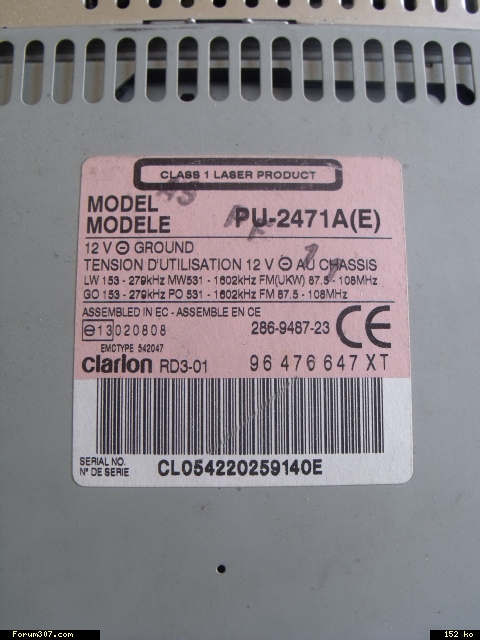 CLASS 1 LASER PRODUCT
MODEL
MODELE
PU-2471A(E)
12 V ⊖ GROUND
TENSION D'UTILISATION 12 V ⊖ AU CHASSIS
LW 153 - 279kHz MW531 - 1602kHz FM(UKW) 87.5 - 108MHz
GO 153 - 279kHz PO 531 - 1602kHz FM 87.5 - 108MHz
ASSEMBLED IN EC - ASSEMBLE EN CE
e13 020808
286-9487-23 CE
EMCTYPE 542047
clarion RD3-01 96 476 647 XT
SERIAL NO.
N° DE SERIE
CL054220259140E
Forum307.com
152 ko